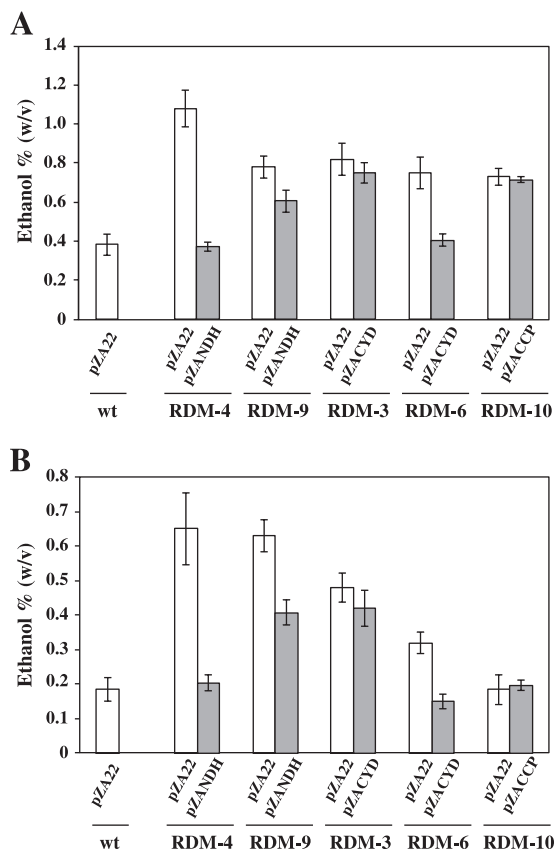 A
Ethanol % (w/v)
1.4
1.2
1.0
0.8
0.6
0.4
0.2
0
pZA22
pZA22
pZANDH
pZA22
pZANDH
pZA22
pZACYD
pZA22
pZACYD
pZA22
pZACCP
wt RDM-4 RDM-9 RDM-3 RDM-6 RDM-10
B
Ethanol % (w/v)
0.8
0.7
0.6
0.5
0.4
0.3
0.2
0.1
0
pZA22
pZA22
pZANDH
pZA22
pZANDH
pZA22
pZACYD
pZA22
pZACYD
pZA22
pZACCP
wt RDM-4 RDM-9 RDM-3 RDM-6 RDM-10